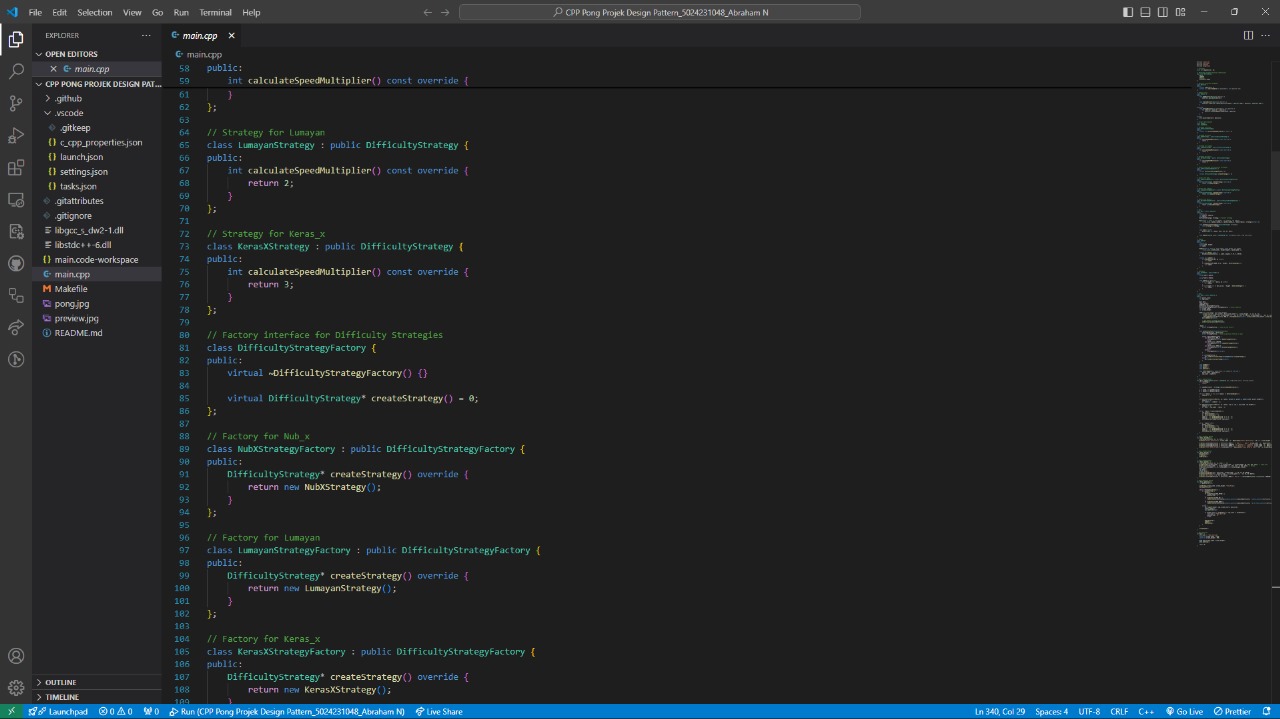 File Edit Selection View Go Run Terminal Help
CPP Pong Projek Design Pattern_5024231048_Abraham N
EXPLORER
OPEN EDITORS
main.cpp
CPP PONG PROJEK DESIGN PAT...
.github
.vscode
.gitkeep
c_cpp_properties.json
launch.json
settings.json
tasks.json
.gitattributes
.gitignore
libgcc_s_dw2-1.dll
libstdc++-6.dll
main.code-workspace
main.cpp
Makefile
pong.jpg
preview.jpg
README.md
OUTLINE
TIMELINE
main.cpp
main.cpp
58 public:
59 int calculateSpeedMultiplier() const override {
61 }
62 };
63
64 // Strategy for Lumayan
65 class LumayanStrategy : public DifficultyStrategy {
66 public:
67 int calculateSpeedMultiplier() const override {
68 return 2;
69 }
70 };
71
72 // Strategy for Keras_x
73 class KerasXStrategy : public DifficultyStrategy {
74 public:
75 int calculateSpeedMultiplier() const override {
76 return 3;
77 }
78 };
79
80 // Factory interface for Difficulty Strategies
81 class DifficultyStrategyFactory {
82 public:
83 virtual ~DifficultyStrategyFactory() {}
84
85 virtual DifficultyStrategy* createStrategy() = 0;
86 };
87
88 // Factory for Nub_x
89 class NubXStrategyFactory : public DifficultyStrategyFactory {
90 public:
91 DifficultyStrategy* createStrategy() override {
92 return new NubXStrategy();
93 }
94 };
95
96 // Factory for Lumayan
97 class LumayanStrategyFactory : public DifficultyStrategyFactory {
98 public:
99 DifficultyStrategy* createStrategy() override {
100 return new LumayanStrategy();
101 }
102 };
103
104 // Factory for Keras_x
105 class KerasXStrategyFactory : public DifficultyStrategyFactory {
106 public:
107 DifficultyStrategy* createStrategy() override {
108 return new KerasXStrategy();
109 }
Launchpad 0 0 0 Run (CPP Pong Projek Design Pattern_5024231048_Abraham N) Live Share Ln 340, Col 29 Spaces: 4 UTF-8 CRLF C++ Go Live Prettier